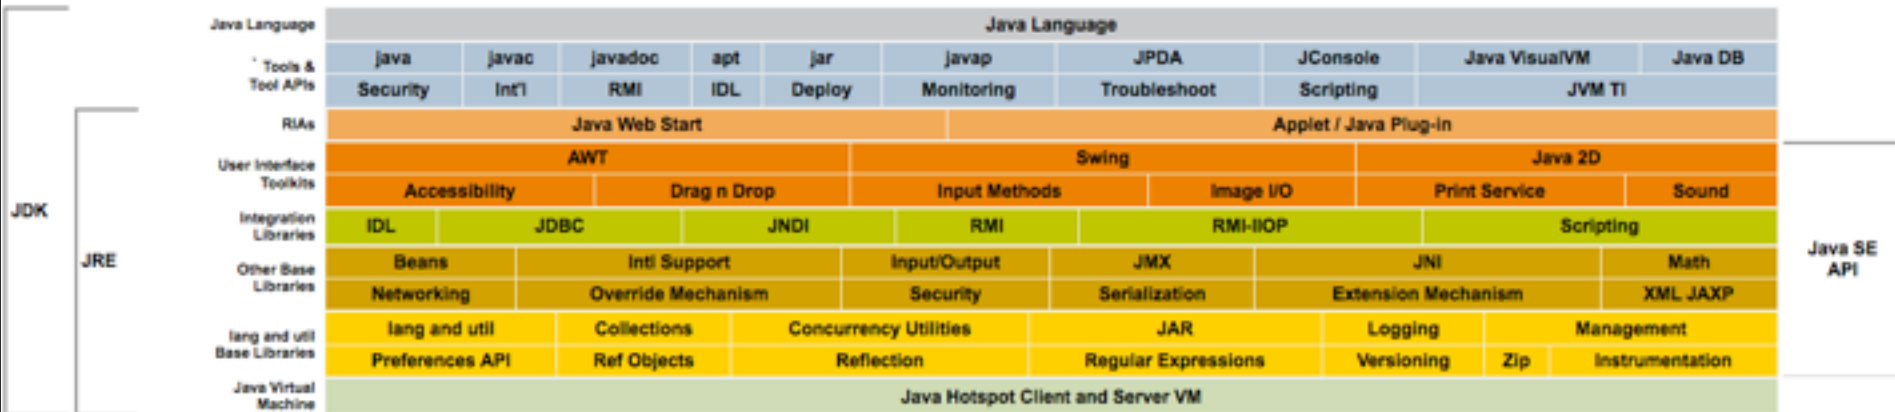 Java Language Java Language
Tools & Tool APIs java javac javadoc apt jar javap JPDA JConsole Java VisualVM Java DB
Security Int'l RMI IDL Deploy Monitoring Troubleshoot Scripting JVM TI
RIAs Java Web Start Applet / Java Plug-in
User Interface Toolkits AWT Swing Java 2D
Accessibility Drag n Drop Input Methods Image I/O Print Service Sound
JDK
Integration Libraries IDL JDBC JNDI RMI RMI-IIOP Scripting
JRE
Other Base Libraries Beans Intl Support Input/Output JMX JNI Math
Java SE API
Networking Override Mechanism Security Serialization Extension Mechanism XML JAXP
lang and util Base Libraries lang and util Collections Concurrency Utilities JAR Logging Management
Preferences API Ref Objects Reflection Regular Expressions Versioning Zip Instrumentation
Java Virtual Machine Java Hotspot Client and Server VM